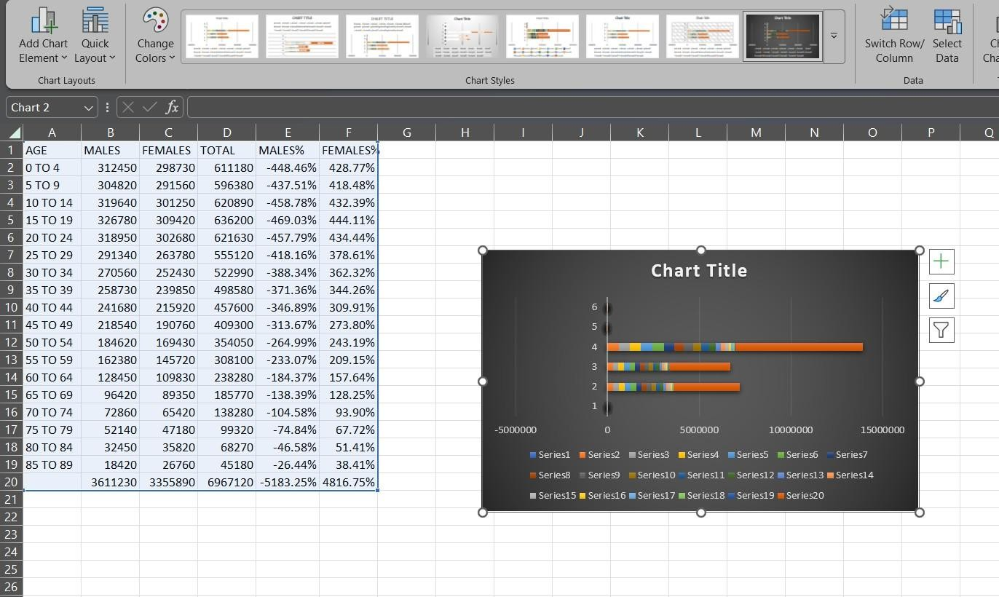 Add Chart Element
Quick Layout
Change Colors
Switch Row/ Column
Select Data
Chart Layouts
Chart Styles
Data
Chart 2
fx
A B C D E F G H I J K L M N O P Q
1 AGE MALES FEMALES TOTAL MALES% FEMALES%
2 0 TO 4 312450 298730 611180 -448.46% 428.77%
3 5 TO 9 304820 291560 596380 -437.51% 418.48%
4 10 TO 14 319640 301250 620890 -458.78% 432.39%
5 15 TO 19 326780 309420 636200 -469.03% 444.11%
6 20 TO 24 318950 302680 621630 -457.79% 434.44%
7 25 TO 29 291340 263780 555120 -418.16% 378.61%
8 30 TO 34 270560 252430 522990 -388.34% 362.32%
9 35 TO 39 258730 239850 498580 -371.36% 344.26%
10 40 TO 44 241680 215920 457600 -346.89% 309.91%
11 45 TO 49 218540 190760 409300 -313.67% 273.80%
12 50 TO 54 184620 169430 354050 -264.99% 243.19%
13 55 TO 59 162380 145720 308100 -233.07% 209.15%
14 60 TO 64 128450 109830 238280 -184.37% 157.64%
15 65 TO 69 96420 89350 185770 -138.39% 128.25%
16 70 TO 74 72860 65420 138280 -104.58% 93.90%
17 75 TO 79 52140 47180 99320 -74.84% 67.72%
18 80 TO 84 32450 35820 68270 -46.58% 51.41%
19 85 TO 89 18420 26760 45180 -26.44% 38.41%
20 3611230 3355890 6967120 -5183.25% 4816.75%
21
22
23
24
25
26
Chart Title
6
5
4
3
2
1
-5000000 0 5000000 10000000 15000000
Series1 Series2 Series3 Series4 Series5 Series6 Series7
Series8 Series9 Series10 Series11 Series12 Series13 Series14
Series15 Series16 Series17 Series18 Series19 Series20